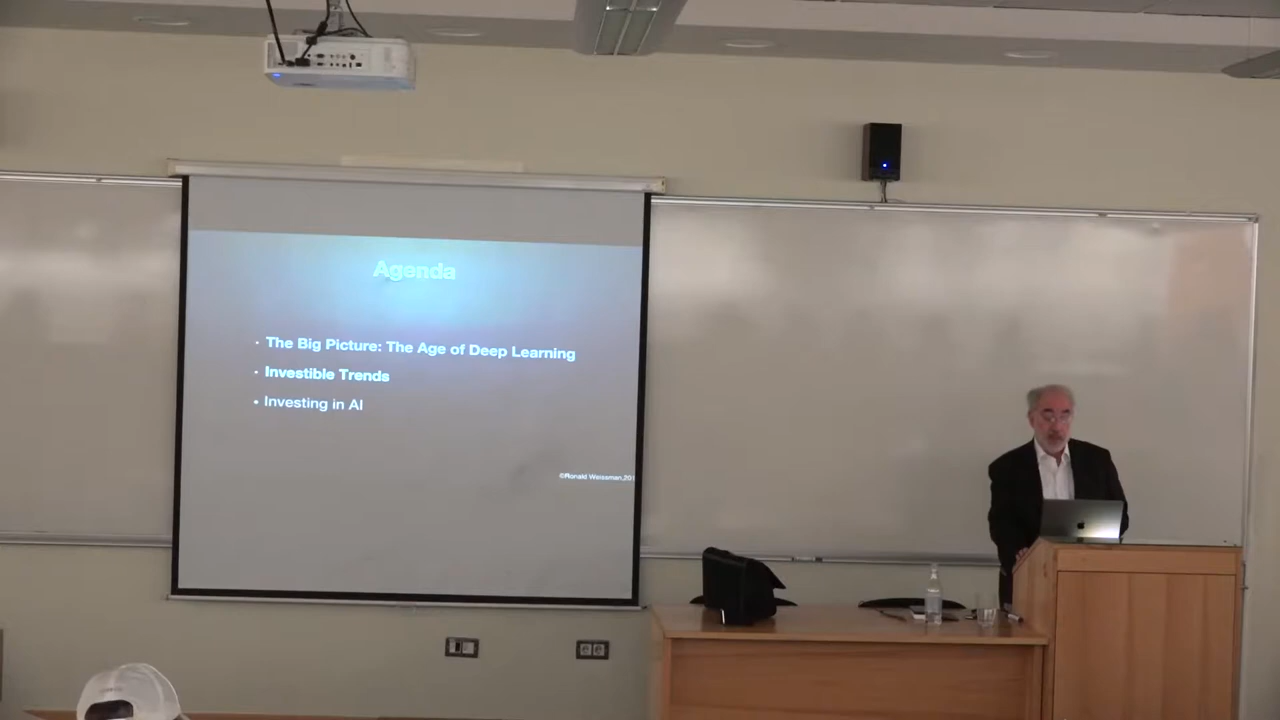 Agenda
· The Big Picture: The Age of Deep Learning
· Investible Trends
• Investing in AI
©Ronald Weissman,201